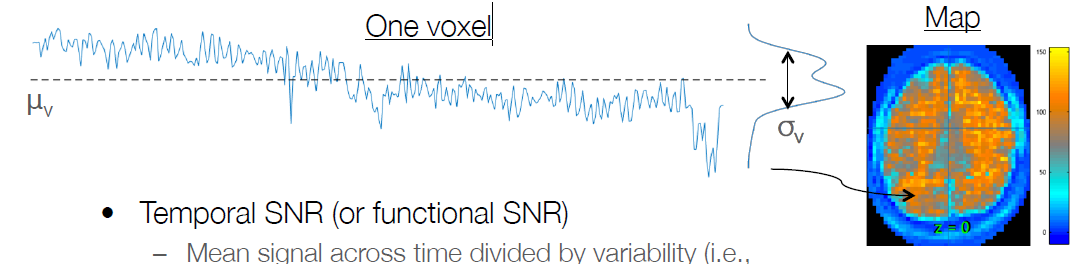 One voxel
Map
μv
σv
150
100
50
0
z = 0
• Temporal SNR (or functional SNR)
– Mean signal across time divided by variability (i.e.,